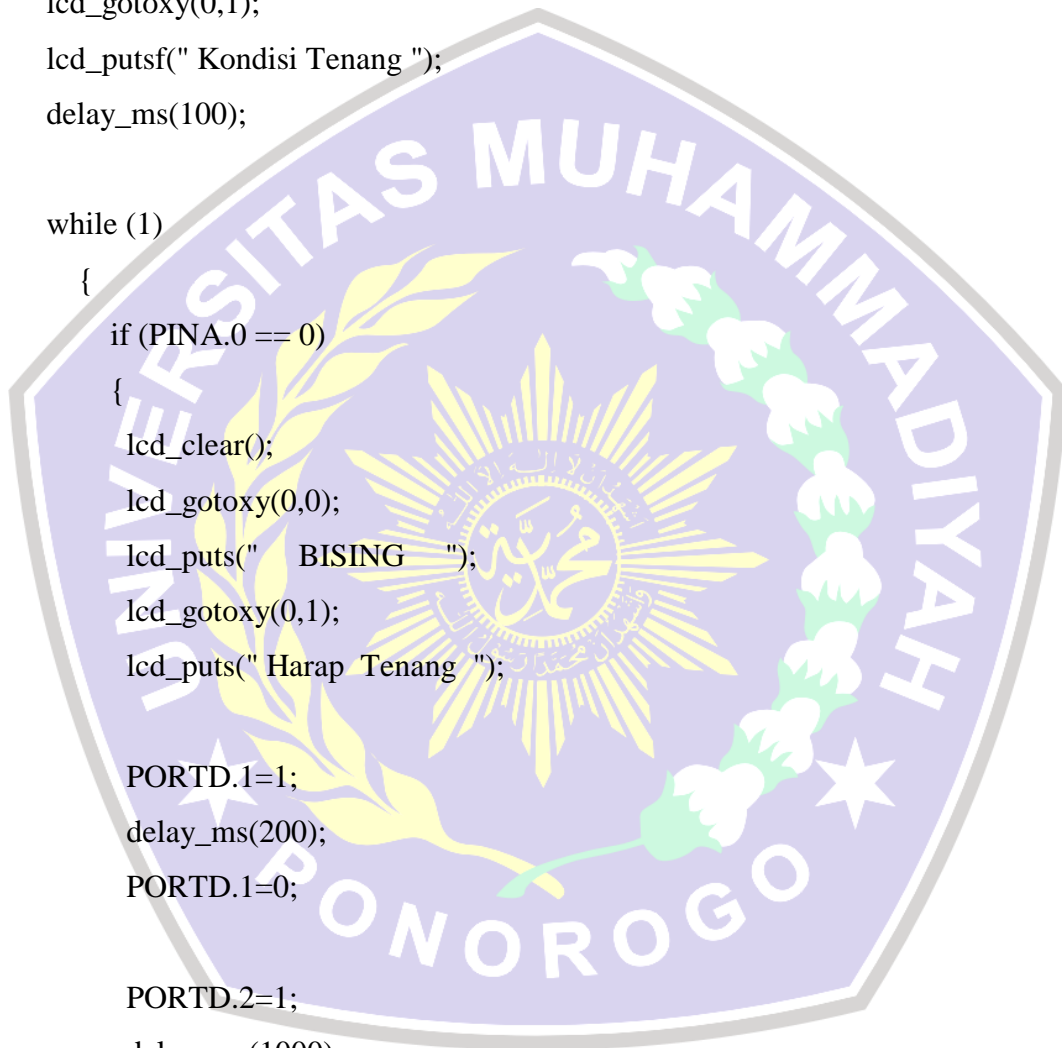 lcd_gotoxy(0,1);
lcd_putsf(" Kondisi Tenang ");
delay_ms(100);
while (1)
{
if (PINA.0 == 0)
{
lcd_clear();
lcd_gotoxy(0,0);
lcd_puts("    BISING    ");
lcd_gotoxy(0,1);
lcd_puts(" Harap  Tenang  ");
PORTD.1=1;
delay_ms(200);
PORTD.1=0;
PORTD.2=1;
UNIVERSITAS MUHAMMADIYAH
PONOROGO